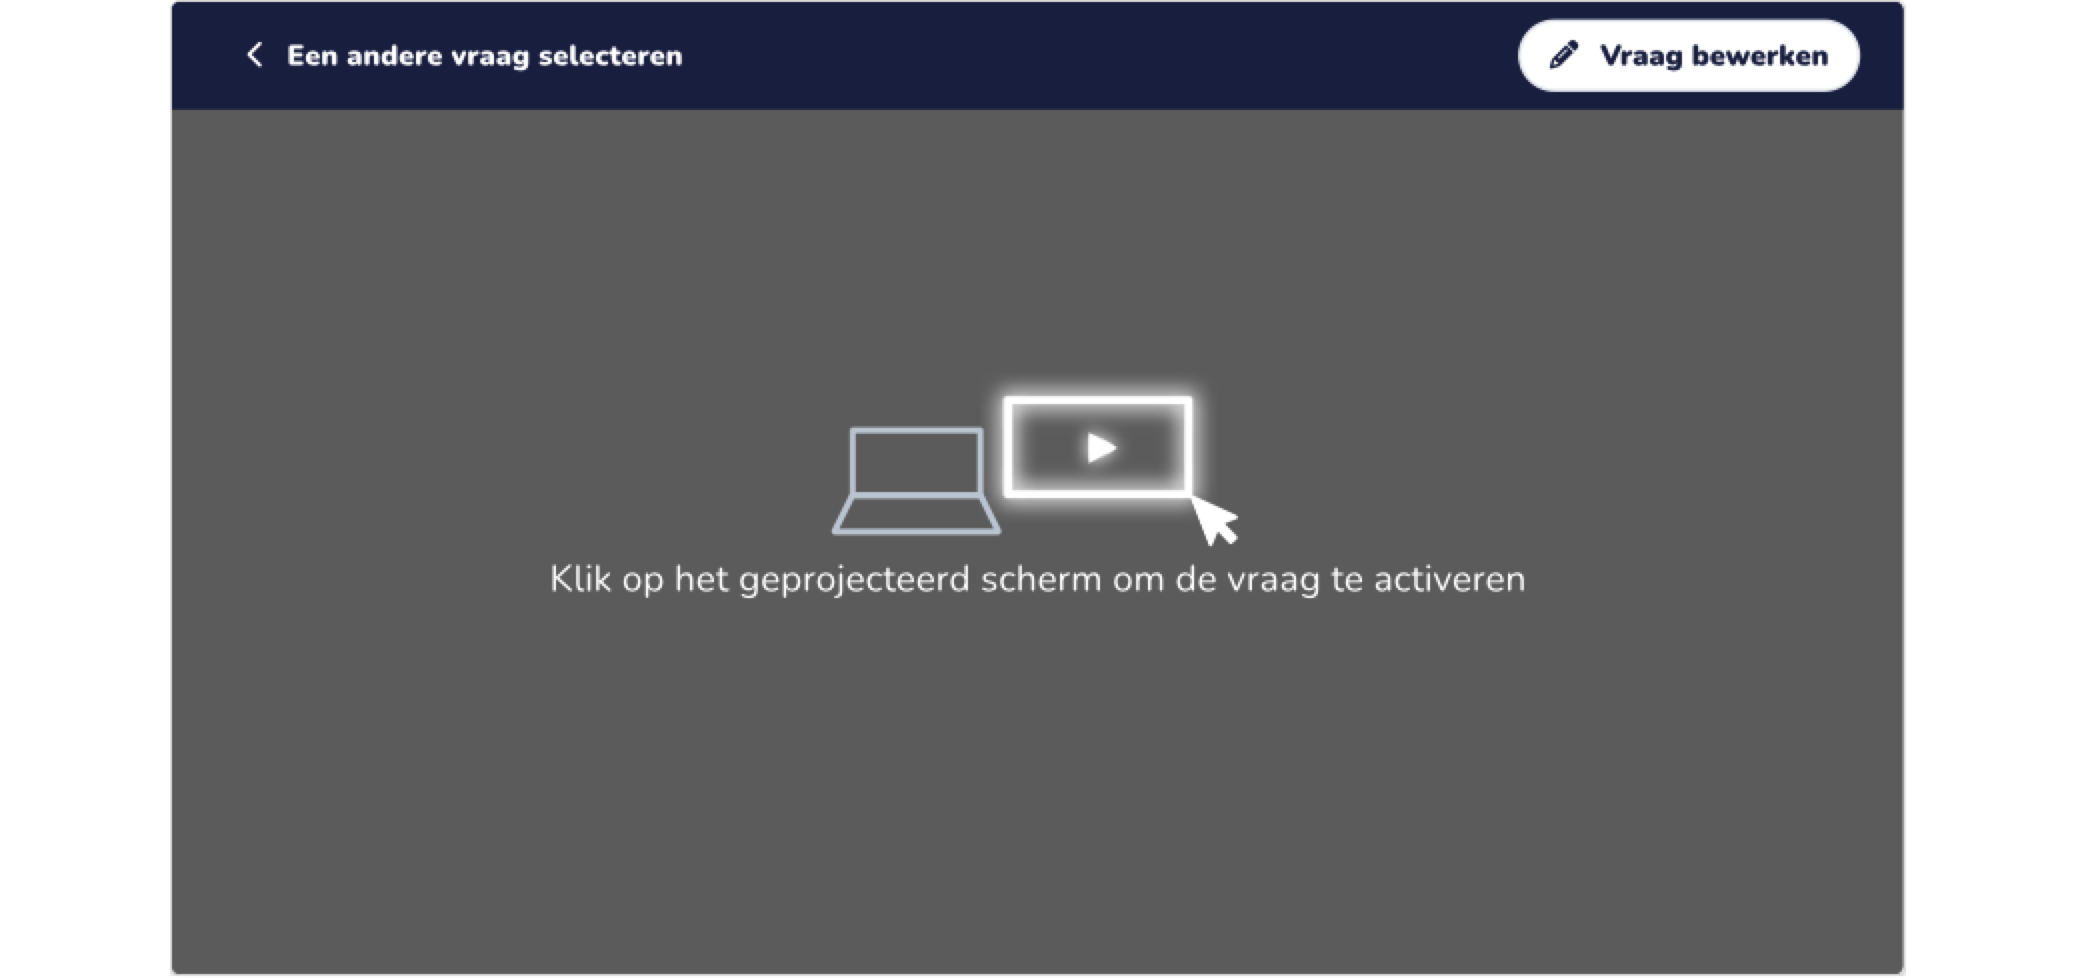 Een andere vraag selecteren
Vraag bewerken
Klik op het geprojecteerd scherm om de vraag te activeren